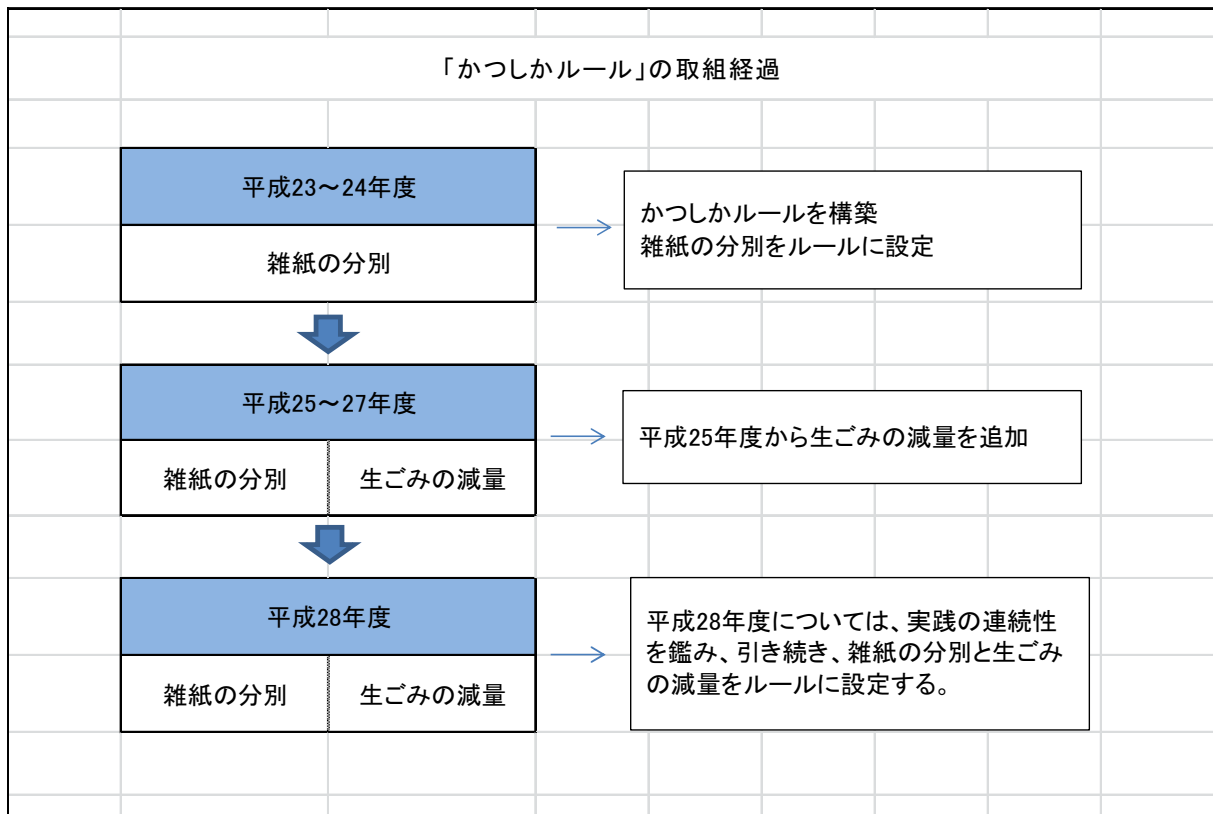 「かつしかルール」の取組経過
平成23～24年度
雑紙の分別
かつしかルールを構築
雑紙の分別をルールに設定
平成25～27年度
雑紙の分別
生ごみの減量
平成25年度から生ごみの減量を追加
平成28年度
雑紙の分別
生ごみの減量
平成28年度については、実践の連続性
を鑑み、引き続き、雑紙の分別と生ごみ
の減量をルールに設定する。